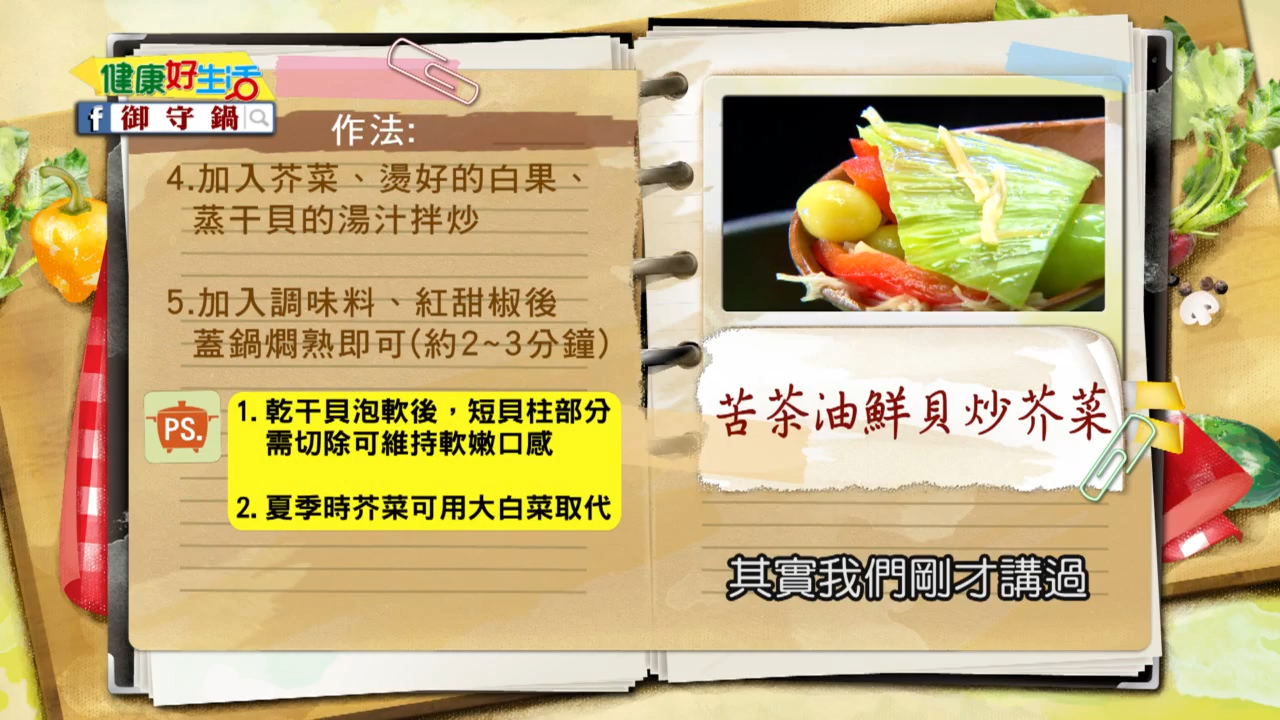 健康好生活
f 御守鍋
作法:
4.加入芥菜、燙好的白果、
蒸干貝的湯汁拌炒
5.加入調味料、紅甜椒後
蓋鍋燜熟即可(約2~3分鐘)
PS.
1. 乾干貝泡軟後，短貝柱部分
需切除可維持軟嫩口感
2. 夏季時芥菜可用大白菜取代
苦茶油鮮貝炒芥菜
其實我們剛才講過